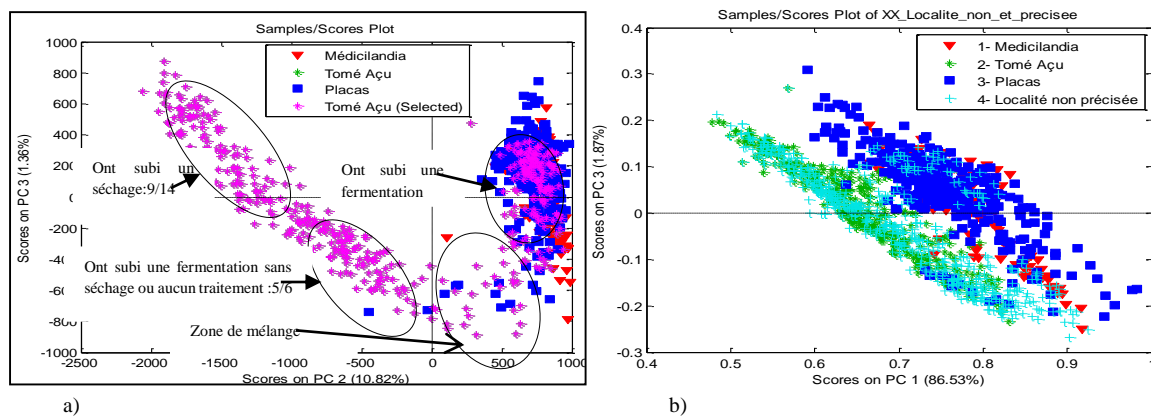 Samples/Scores Plot
Médicilandia
Tomé Açu
Placas
Tomé Açu (Selected)
1000
800
600
400
200
0
-200
-400
-60
-800
-1000
Scores on PC 3 (1.36%)
Ont subi un
séchage:9/14
Ont subi une
fermentation
Ont subi une fermentation sans
séchage ou aucun traitement :5/6
Zone de mélange
-2500
-2000
-1500
-1000
-500
0
500
1000
Scores on PC 2 (10.82%)
a)
Samples/Scores Plot of XX_Localite_non_et_precisee
1- Medicilandia
2- Tomé Açu
3- Placas
4- Localité non précisée
0.4
0.3
0.2
0.1
0
-0.1
-0.2
-0.3
Scores on PC 3 (1.87%)
0.4
0.5
0.6
0.7
0.8
0.9
1
Scores on PC 1 (86.53%)
b)